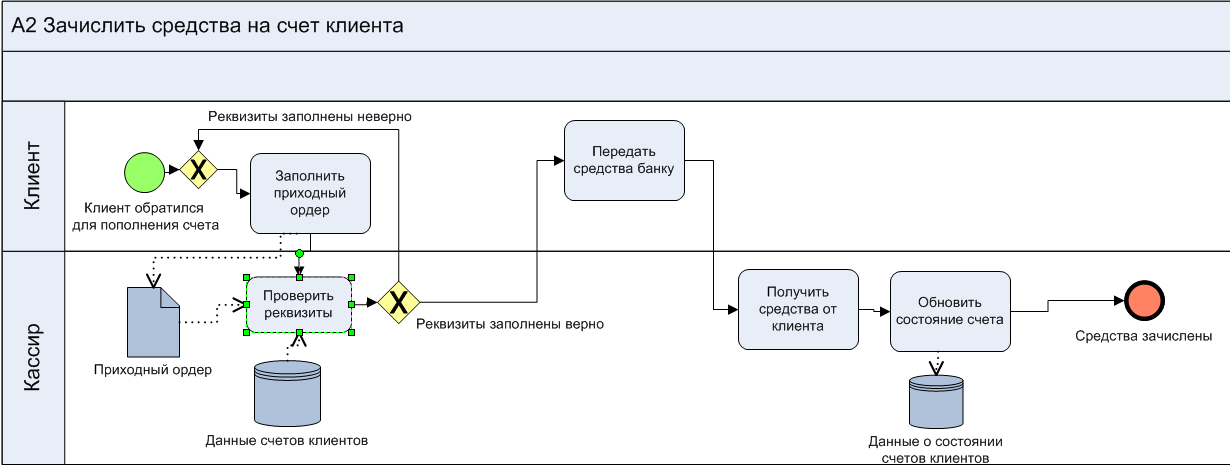 A2 Зачислить средства на счет клиента
Клиент
Реквизиты заполнены неверно
X
Клиент обратился
для пополнения счета
Заполнить
приходный
ордер
Передать
средства банку
Кассир
Приходный ордер
Проверить
реквизиты
X
Реквизиты заполнены верно
Данные счетов клиентов
Получить
средства от
клиента
Обновить
состояние счета
Данные о состоянии
счетов клиентов
Средства зачислены